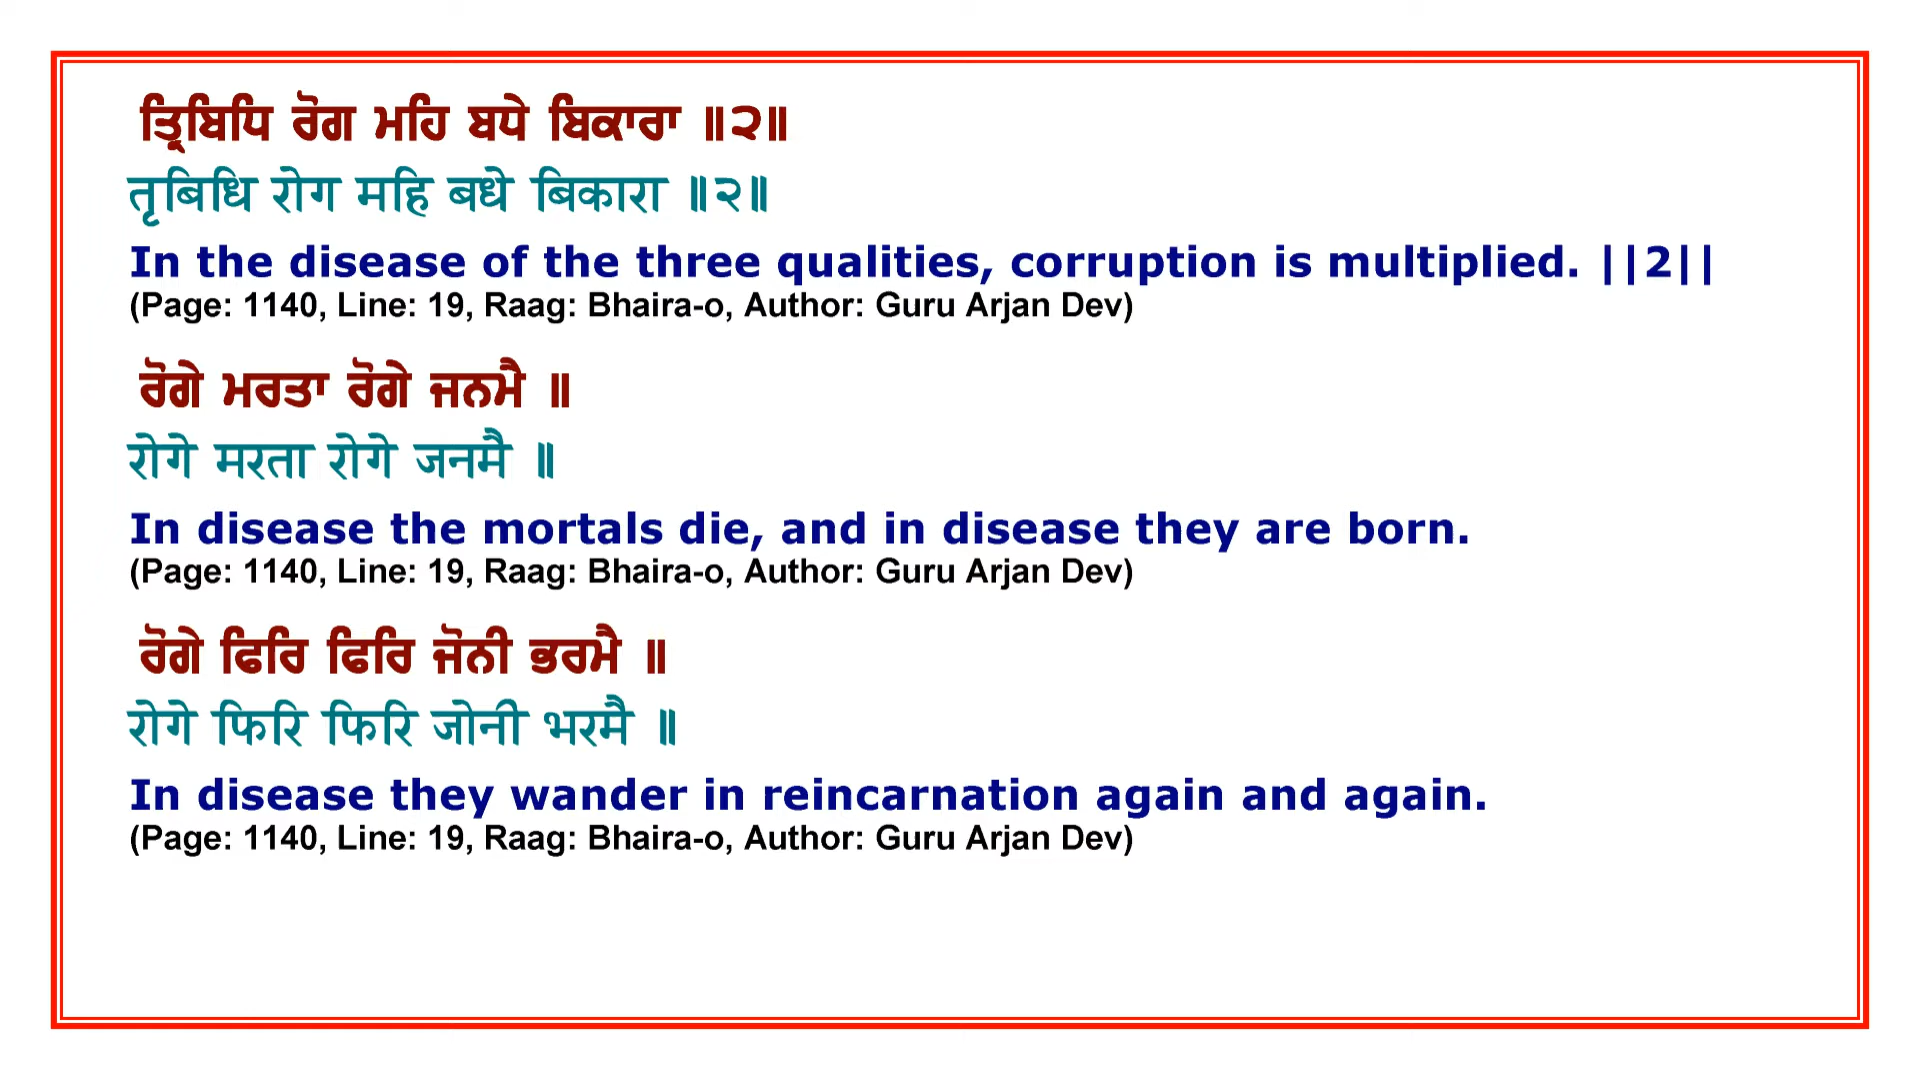 ਤ੍ਰਿਬਿਧਿ ਰੋਗ ਮਹਿ ਬਧੇ ਬਿਕਾਰਾ ॥੨॥
तृबिधि रोग महि बधे बिकारा ॥२॥
In the disease of the three qualities, corruption is multiplied. ||2||
(Page: 1140, Line: 19, Raag: Bhaira-o, Author: Guru Arjan Dev)
ਰੋਗੇ ਮਰਤਾ ਰੋਗੇ ਜਨਮੈ ॥
रोगे मरता रोगे जनमै ॥
In disease the mortals die, and in disease they are born.
(Page: 1140, Line: 19, Raag: Bhaira-o, Author: Guru Arjan Dev)
ਰੋਗੇ ਫਿਰਿ ਫਿਰਿ ਜੋਨੀ ਭਰਮੈ ॥
रोगे फिरि फिरि जोनी भरमै ॥
In disease they wander in reincarnation again and again.
(Page: 1140, Line: 19, Raag: Bhaira-o, Author: Guru Arjan Dev)